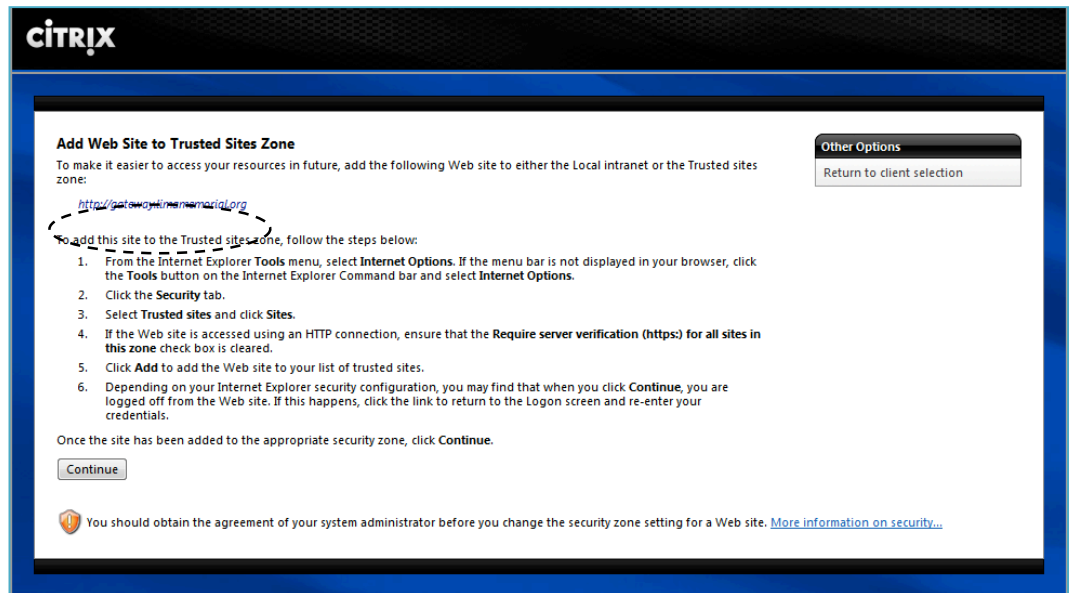 CİTRIX
Add Web Site to Trusted Sites Zone
To make it easier to access your resources in future, add the following Web site to either the Local intranet or the Trusted sites
zone:
http://gateway.limamemorial.org
To add this site to the Trusted sites zone, follow the steps below:
1. From the Internet Explorer Tools menu, select Internet Options. If the menu bar is not displayed in your browser, click
the Tools button on the Internet Explorer Command bar and select Internet Options.
2. Click the Security tab.
3. Select Trusted sites and click Sites.
4. If the Web site is accessed using an HTTP connection, ensure that the Require server verification (https:) for all sites in
this zone check box is cleared.
5. Click Add to add the Web site to your list of trusted sites.
6. Depending on your Internet Explorer security configuration, you may find that when you click Continue, you are
logged off from the Web site. If this happens, click the link to return to the Logon screen and re-enter your
credentials.
Once the site has been added to the appropriate security zone, click Continue.
Continue
You should obtain the agreement of your system administrator before you change the security zone setting for a Web site. More information on security...
Other Options
Return to client selection